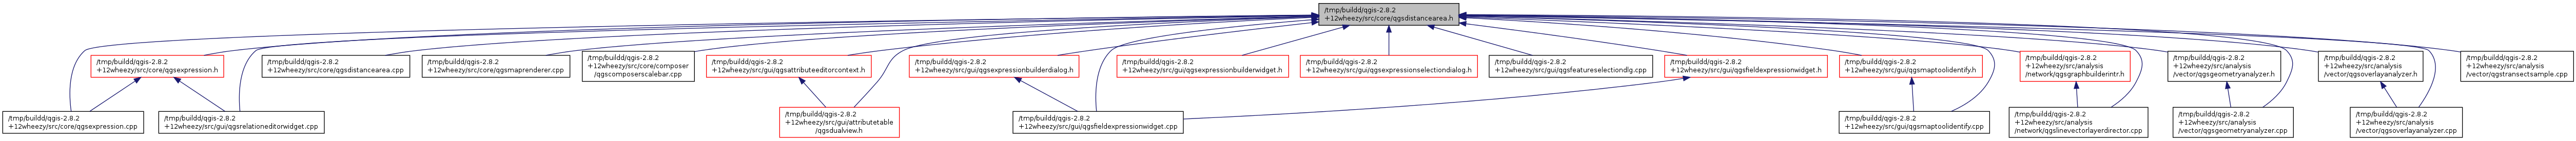 /tmp/buildd/qgis-2.8.2
+12wheezy/src/core/qgsdistancearea.h
/tmp/buildd/qgis-2.8.2
+12wheezy/src/core/qgsexpression.h
/tmp/buildd/qgis-2.8.2
+12wheezy/src/core/qgsdistancearea.cpp
/tmp/buildd/qgis-2.8.2
+12wheezy/src/core/qgsmaprenderer.cpp
/tmp/buildd/qgis-2.8.2
+12wheezy/src/core/composer
/qgscomposerscalebar.cpp
/tmp/buildd/qgis-2.8.2
+12wheezy/src/gui/qgsattributeeditorcontext.h
/tmp/buildd/qgis-2.8.2
+12wheezy/src/gui/qgsexpressionbuilderdialog.h
/tmp/buildd/qgis-2.8.2
+12wheezy/src/gui/qgsexpressionbuilderwidget.h
/tmp/buildd/qgis-2.8.2
+12wheezy/src/gui/qgsexpressionselectiondialog.h
/tmp/buildd/qgis-2.8.2
+12wheezy/src/gui/qgsfeatureselectiondlg.cpp
/tmp/buildd/qgis-2.8.2
+12wheezy/src/gui/qgsfieldexpressionwidget.h
/tmp/buildd/qgis-2.8.2
+12wheezy/src/gui/qgsmaptoolidentify.h
/tmp/buildd/qgis-2.8.2
+12wheezy/src/analysis
/network/qgsgraphbuilderintr.h
/tmp/buildd/qgis-2.8.2
+12wheezy/src/analysis
/vector/qgsgeometryanalyzer.h
/tmp/buildd/qgis-2.8.2
+12wheezy/src/analysis
/vector/qgsoverlayanalyzer.h
/tmp/buildd/qgis-2.8.2
+12wheezy/src/analysis
/vector/qgstransectsample.cpp
/tmp/buildd/qgis-2.8.2
+12wheezy/src/core/qgsexpression.cpp
/tmp/buildd/qgis-2.8.2
+12wheezy/src/gui/qgsrelationeditorwidget.cpp
/tmp/buildd/qgis-2.8.2
+12wheezy/src/gui/attributetable
/qgsdualview.h
/tmp/buildd/qgis-2.8.2
+12wheezy/src/gui/qgsfieldexpressionwidget.cpp
/tmp/buildd/qgis-2.8.2
+12wheezy/src/gui/qgsmaptoolidentify.cpp
/tmp/buildd/qgis-2.8.2
+12wheezy/src/analysis
/network/qgslinevectorlayerdirector.cpp
/tmp/buildd/qgis-2.8.2
+12wheezy/src/analysis
/vector/qgsgeometryanalyzer.cpp
/tmp/buildd/qgis-2.8.2
+12wheezy/src/analysis
/vector/qgsoverlayanalyzer.cpp